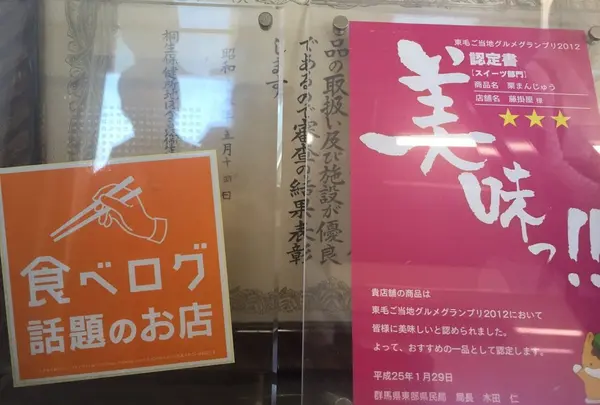 食べログ
話題のお店
品の取扱い及び施設が優良
であるので審査の結果表彰
します
昭和
月十四日
東毛ご当地グルメグランプリ2012
認定書
【スイーツ部門】
商品名 栗まんじゅう
店舗名 藤掛屋 様
★★★
美味っ!!
貴店舗の商品は
東毛ご当地グルメグランプリ2012において
皆様に美味しいと認められました。
よって、おすすめの一品として認定します。
平成25年1月29日
群馬県東部県民局 局長 木田 仁